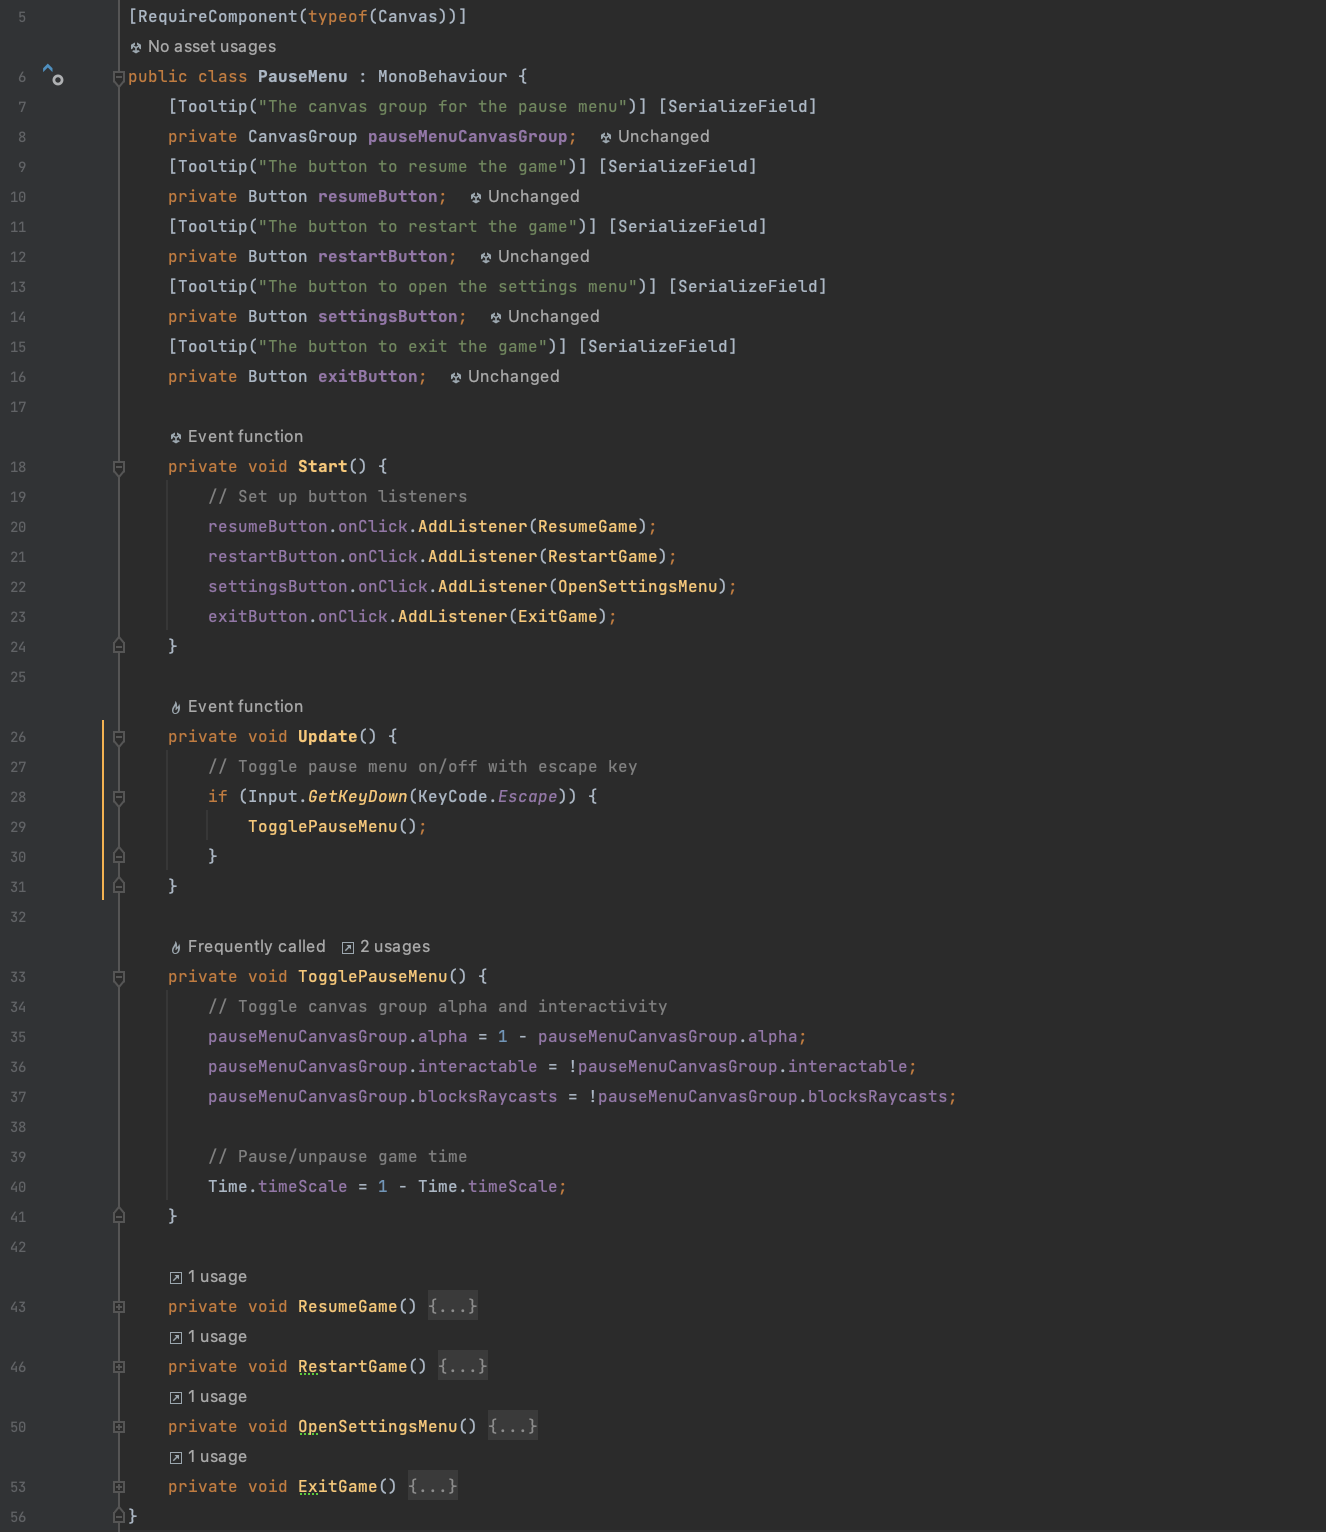 5 [RequireComponent(typeof(Canvas))]
No asset usages
6 public class PauseMenu : MonoBehaviour {
7 [Tooltip("The canvas group for the pause menu")] [SerializeField]
8 private CanvasGroup pauseMenuCanvasGroup; Unchanged
9 [Tooltip("The button to resume the game")] [SerializeField]
10 private Button resumeButton; Unchanged
11 [Tooltip("The button to restart the game")] [SerializeField]
12 private Button restartButton; Unchanged
13 [Tooltip("The button to open the settings menu")] [SerializeField]
14 private Button settingsButton; Unchanged
15 [Tooltip("The button to exit the game")] [SerializeField]
16 private Button exitButton; Unchanged
17
Event function
18 private void Start() {
19 // Set up button listeners
20 resumeButton.onClick.AddListener(ResumeGame);
21 restartButton.onClick.AddListener(RestartGame);
22 settingsButton.onClick.AddListener(OpenSettingsMenu);
23 exitButton.onClick.AddListener(ExitGame);
24 }
25
Event function
26 private void Update() {
27 // Toggle pause menu on/off with escape key
28 if (Input.GetKeyDown(KeyCode.Escape)) {
29 TogglePauseMenu();
30 }
31 }
32
Frequently called 2 usages
33 private void TogglePauseMenu() {
34 // Toggle canvas group alpha and interactivity
35 pauseMenuCanvasGroup.alpha = 1 - pauseMenuCanvasGroup.alpha;
36 pauseMenuCanvasGroup.interactable = !pauseMenuCanvasGroup.interactable;
37 pauseMenuCanvasGroup.blocksRaycasts = !pauseMenuCanvasGroup.blocksRaycasts;
38
39 // Pause/unpause game time
40 Time.timeScale = 1 - Time.timeScale;
41 }
42
1 usage
43 private void ResumeGame() {...}
1 usage
46 private void RestartGame() {...}
1 usage
50 private void OpenSettingsMenu() {...}
1 usage
53 private void ExitGame() {...}
56 }